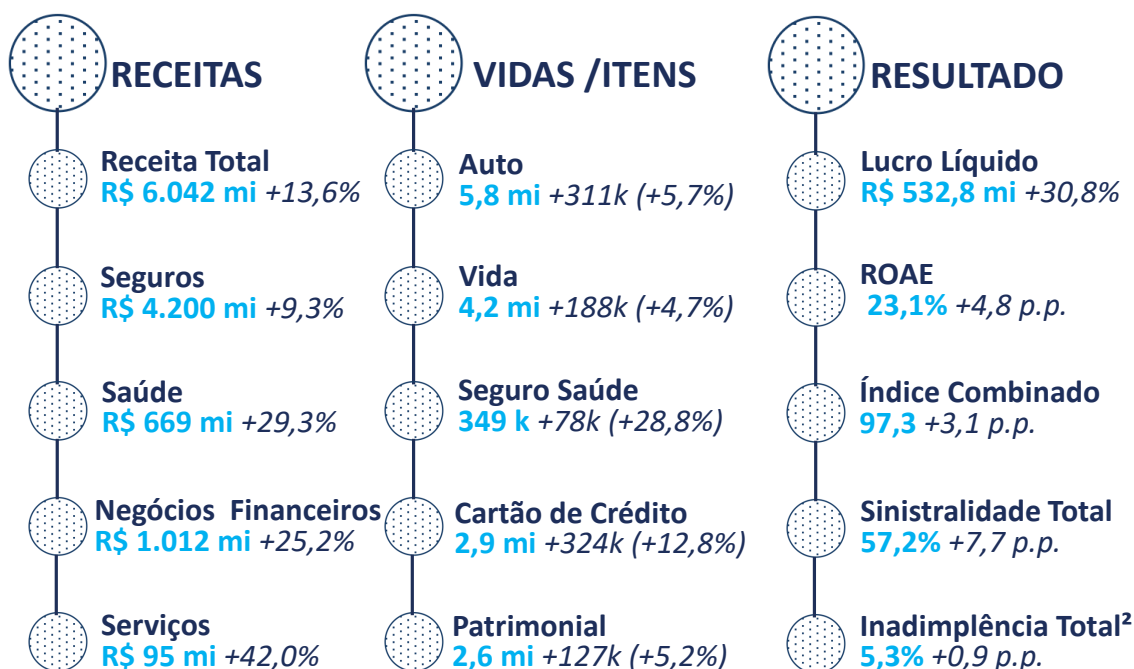 RECEITAS
Receita Total
R$ 6.042 mi +13,6%
Seguros
R$ 4.200 mi +9,3%
Saúde
R$ 669 mi +29,3%
Negócios Financeiros
R$ 1.012 mi +25,2%
Serviços
R$ 95 mi +42,0%
VIDAS /ITENS
Auto
5,8 mi +311k (+5,7%)
Vida
4,2 mi +188k (+4,7%)
Seguro Saúde
349 k +78k (+28,8%)
Cartão de Crédito
2,9 mi +324k (+12,8%)
Patrimonial
2,6 mi +127k (+5,2%)
RESULTADO
Lucro Líquido
R$ 532,8 mi +30,8%
ROAE
23,1% +4,8 p.p.
Índice Combinado
97,3 +3,1 p.p.
Sinistralidade Total
57,2% +7,7 p.p.
Inadimplência Total²
5,3% +0,9 p.p.